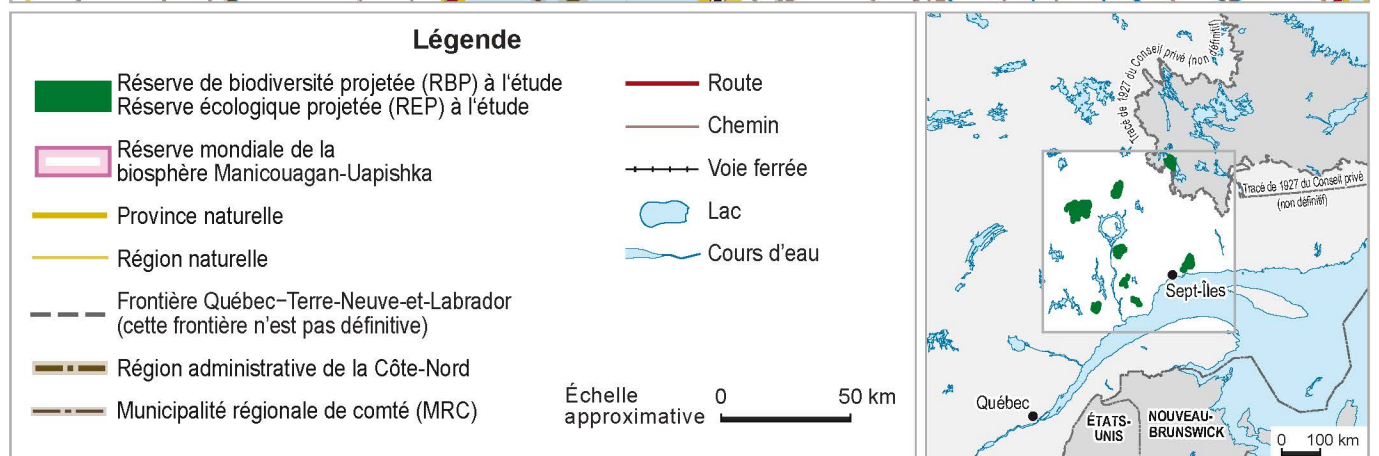 Légende
Réserve de biodiversité projetée (RBP) à l'étude
Réserve écologique projetée (REP) à l'étude
Réserve mondiale de la
biosphère Manicouagan-Uapishka
Province naturelle
Région naturelle
Frontière Québec−Terre-Neuve-et-Labrador
(cette frontière n'est pas définitive)
Région administrative de la Côte-Nord
Municipalité régionale de comté (MRC)
Route
Chemin
Voie ferrée
Lac
Cours d'eau
Échelle
approximative
0 50 km
Tracé de 1927 du Conseil privé (non définitif)
Tracé de 1927 du Conseil privé
(non définitif)
Sept-Îles
Québec
ÉTATS-
UNIS
NOUVEAU-
BRUNSWICK
0 100 km